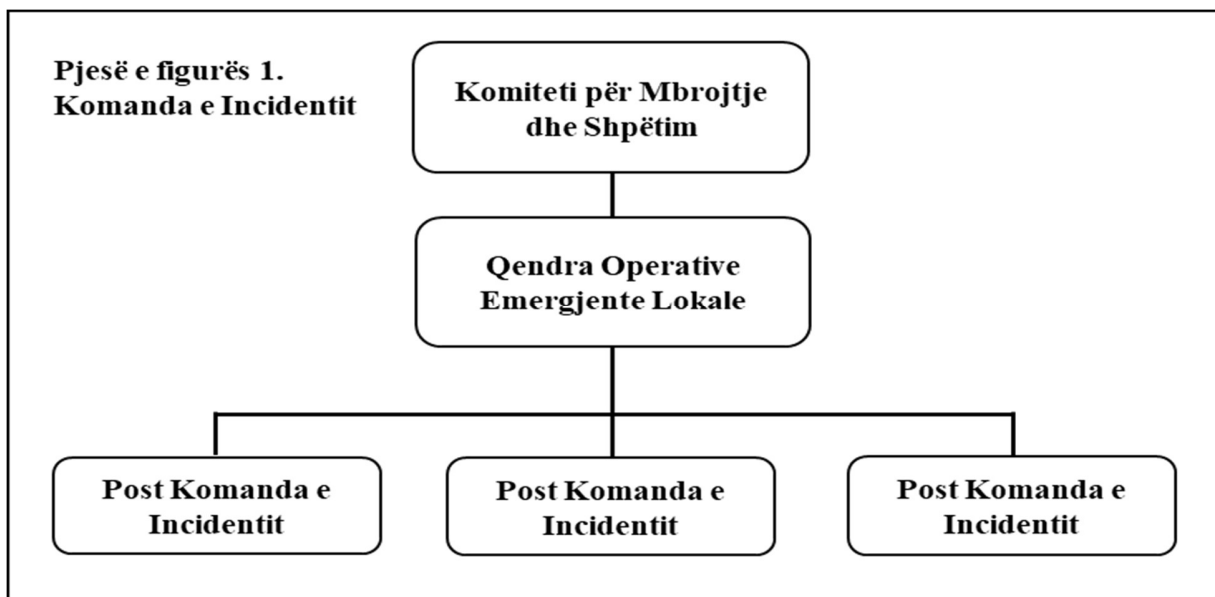 Pjesë e figurës 1.
Komanda e Incidentit
Komiteti për Mbrojtje
dhe Shpëtim
Qendra Operative
Emergjente Lokale
Post Komanda e
Incidentit
Post Komanda e
Incidentit
Post Komanda e
Incidentit